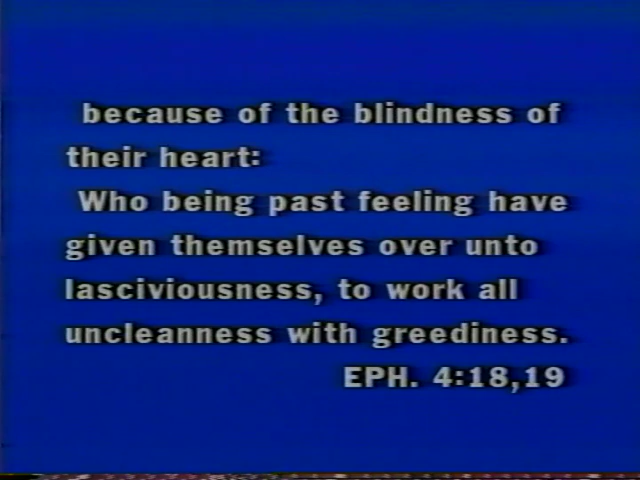 because of the blindness of
their heart:
Who being past feeling have
given themselves over unto
lasciviousness, to work all
uncleanness with greediness.
EPH. 4:18,19